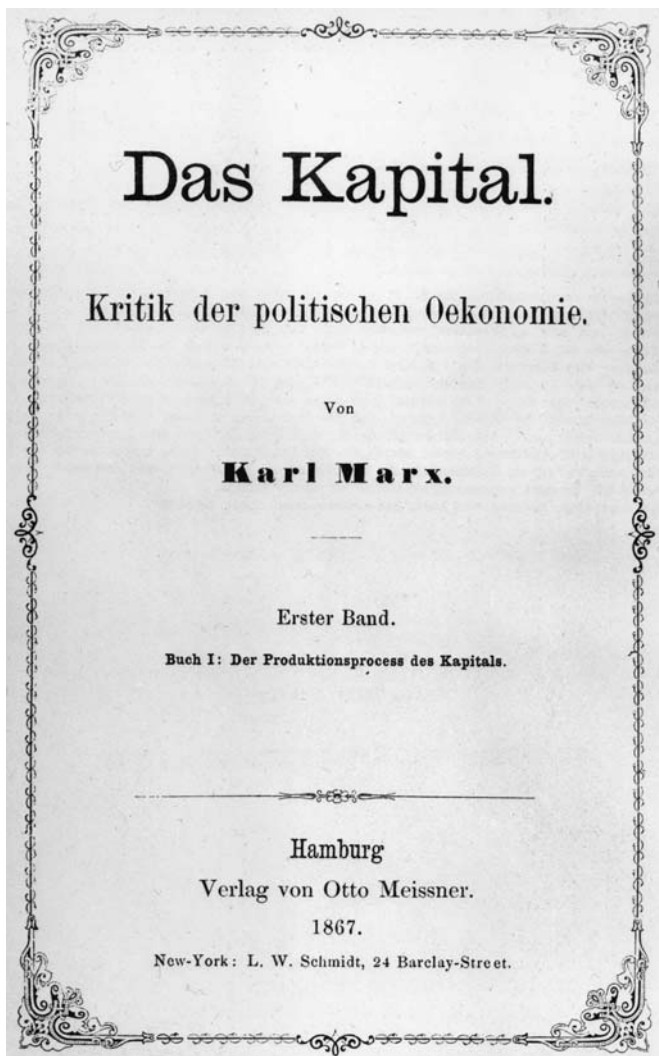 Das Kapital.
Kritik der politischen Oekonomie.
Von
Karl Marx.
Erster Band.
Buch I: Der Produktionsprocess des Kapitals.
Hamburg
Verlag von Otto Meissner.
1867.
New-York: L. W. Schmidt, 24 Barclay-Street.